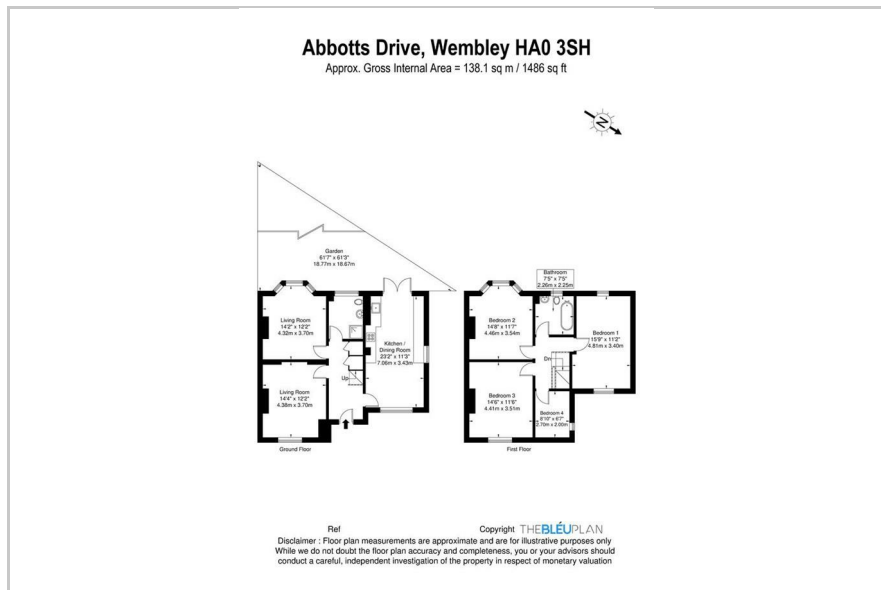 Abbotts Drive, Wembley HA0 3SH
Approx. Gross Internal Area = 138.1 sq m / 1486 sq ft
N
Garden
61'7" x 61'3"
18.77m x 18.67m
Living Room
14'2" x 12'2"
4.32m x 3.70m
Kitchen /
Dining Room
23'2" x 11'3"
7.06m x 3.43m
Up
Living Room
14'4" x 12'2"
4.38m x 3.70m
Ground Floor
Bathroom
7'5" x 7'5"
2.26m x 2.25m
Bedroom 2
14'8" x 11'7"
4.46m x 3.54m
Bedroom 1
15'9" x 11'2"
4.81m x 3.40m
Dn
Bedroom 3
14'6" x 11'6"
4.41m x 3.51m
Bedroom 4
8'10" x 6'7"
2.70m x 2.00m
First Floor
Ref
Copyright THEBLÉUPLAN
Disclaimer : Floor plan measurements are approximate and are for illustrative purposes only
While we do not doubt the floor plan accuracy and completeness, you or your advisors should
conduct a careful, independent investigation of the property in respect of monetary valuation